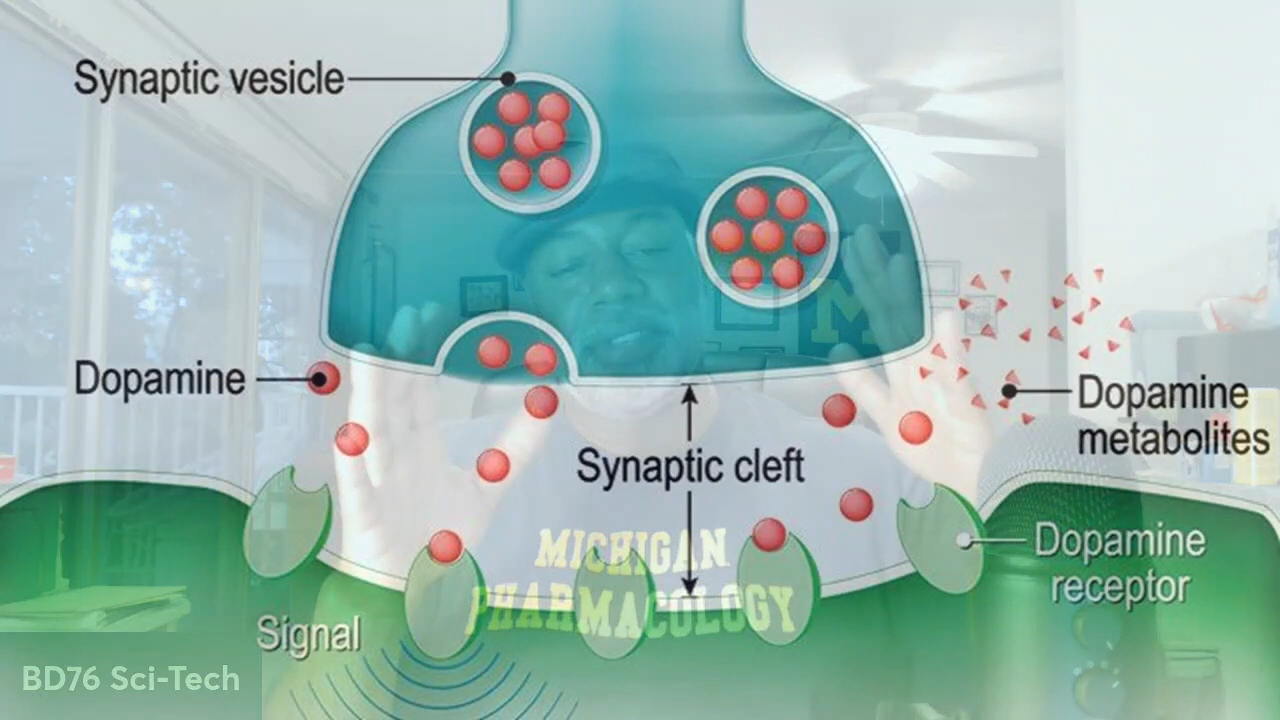 Synaptic vesicle
Dopamine
Dopamine
metabolites
Synaptic cleft
MICHIGAN
PHARMACOLOGY
Dopamine
receptor
Signal
BD76 Sci-Tech
M